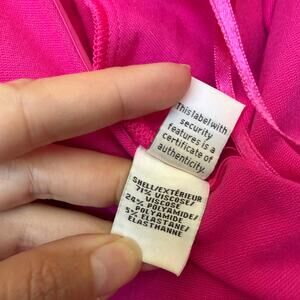 This label with
security
features is a
certificate of
authenticity.
SHELL/EXTÉRIEUR
71% VISCOSE/
VISCOSE
24% POLYAMIDE/
POLYAMIDE
5% ELASTANE/
ELASTHANNE